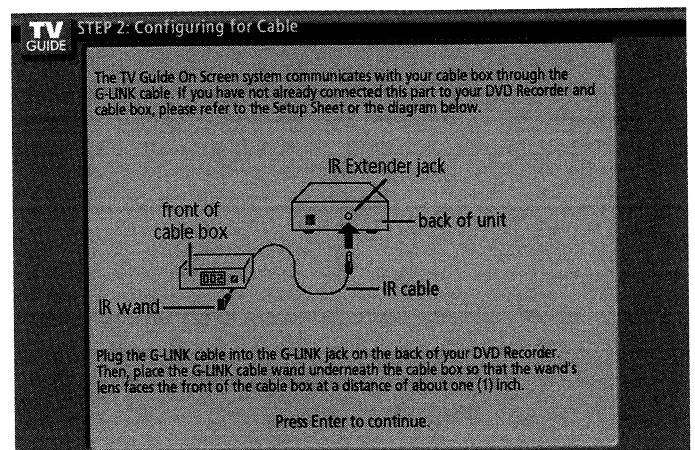 TV
GUIDE
STEP 2: Configuring for Cable
The TV Guide On Screen system communicates with your cable box through the
G-LINK cable. If you have not already connected this part to your DVD Recorder and
cable box, please refer to the Setup Sheet or the diagram below.
IR Extender jack
front of
cable box
back of unit
002
IR cable
IR wand
Plug the G-LINK cable into the G-LINK jack on the back of your DVD Recorder.
Then, place the G-LINK cable wand underneath the cable box so that the wand's
lens faces the front of the cable box at a distance of about one (1) inch.
Press Enter to continue.